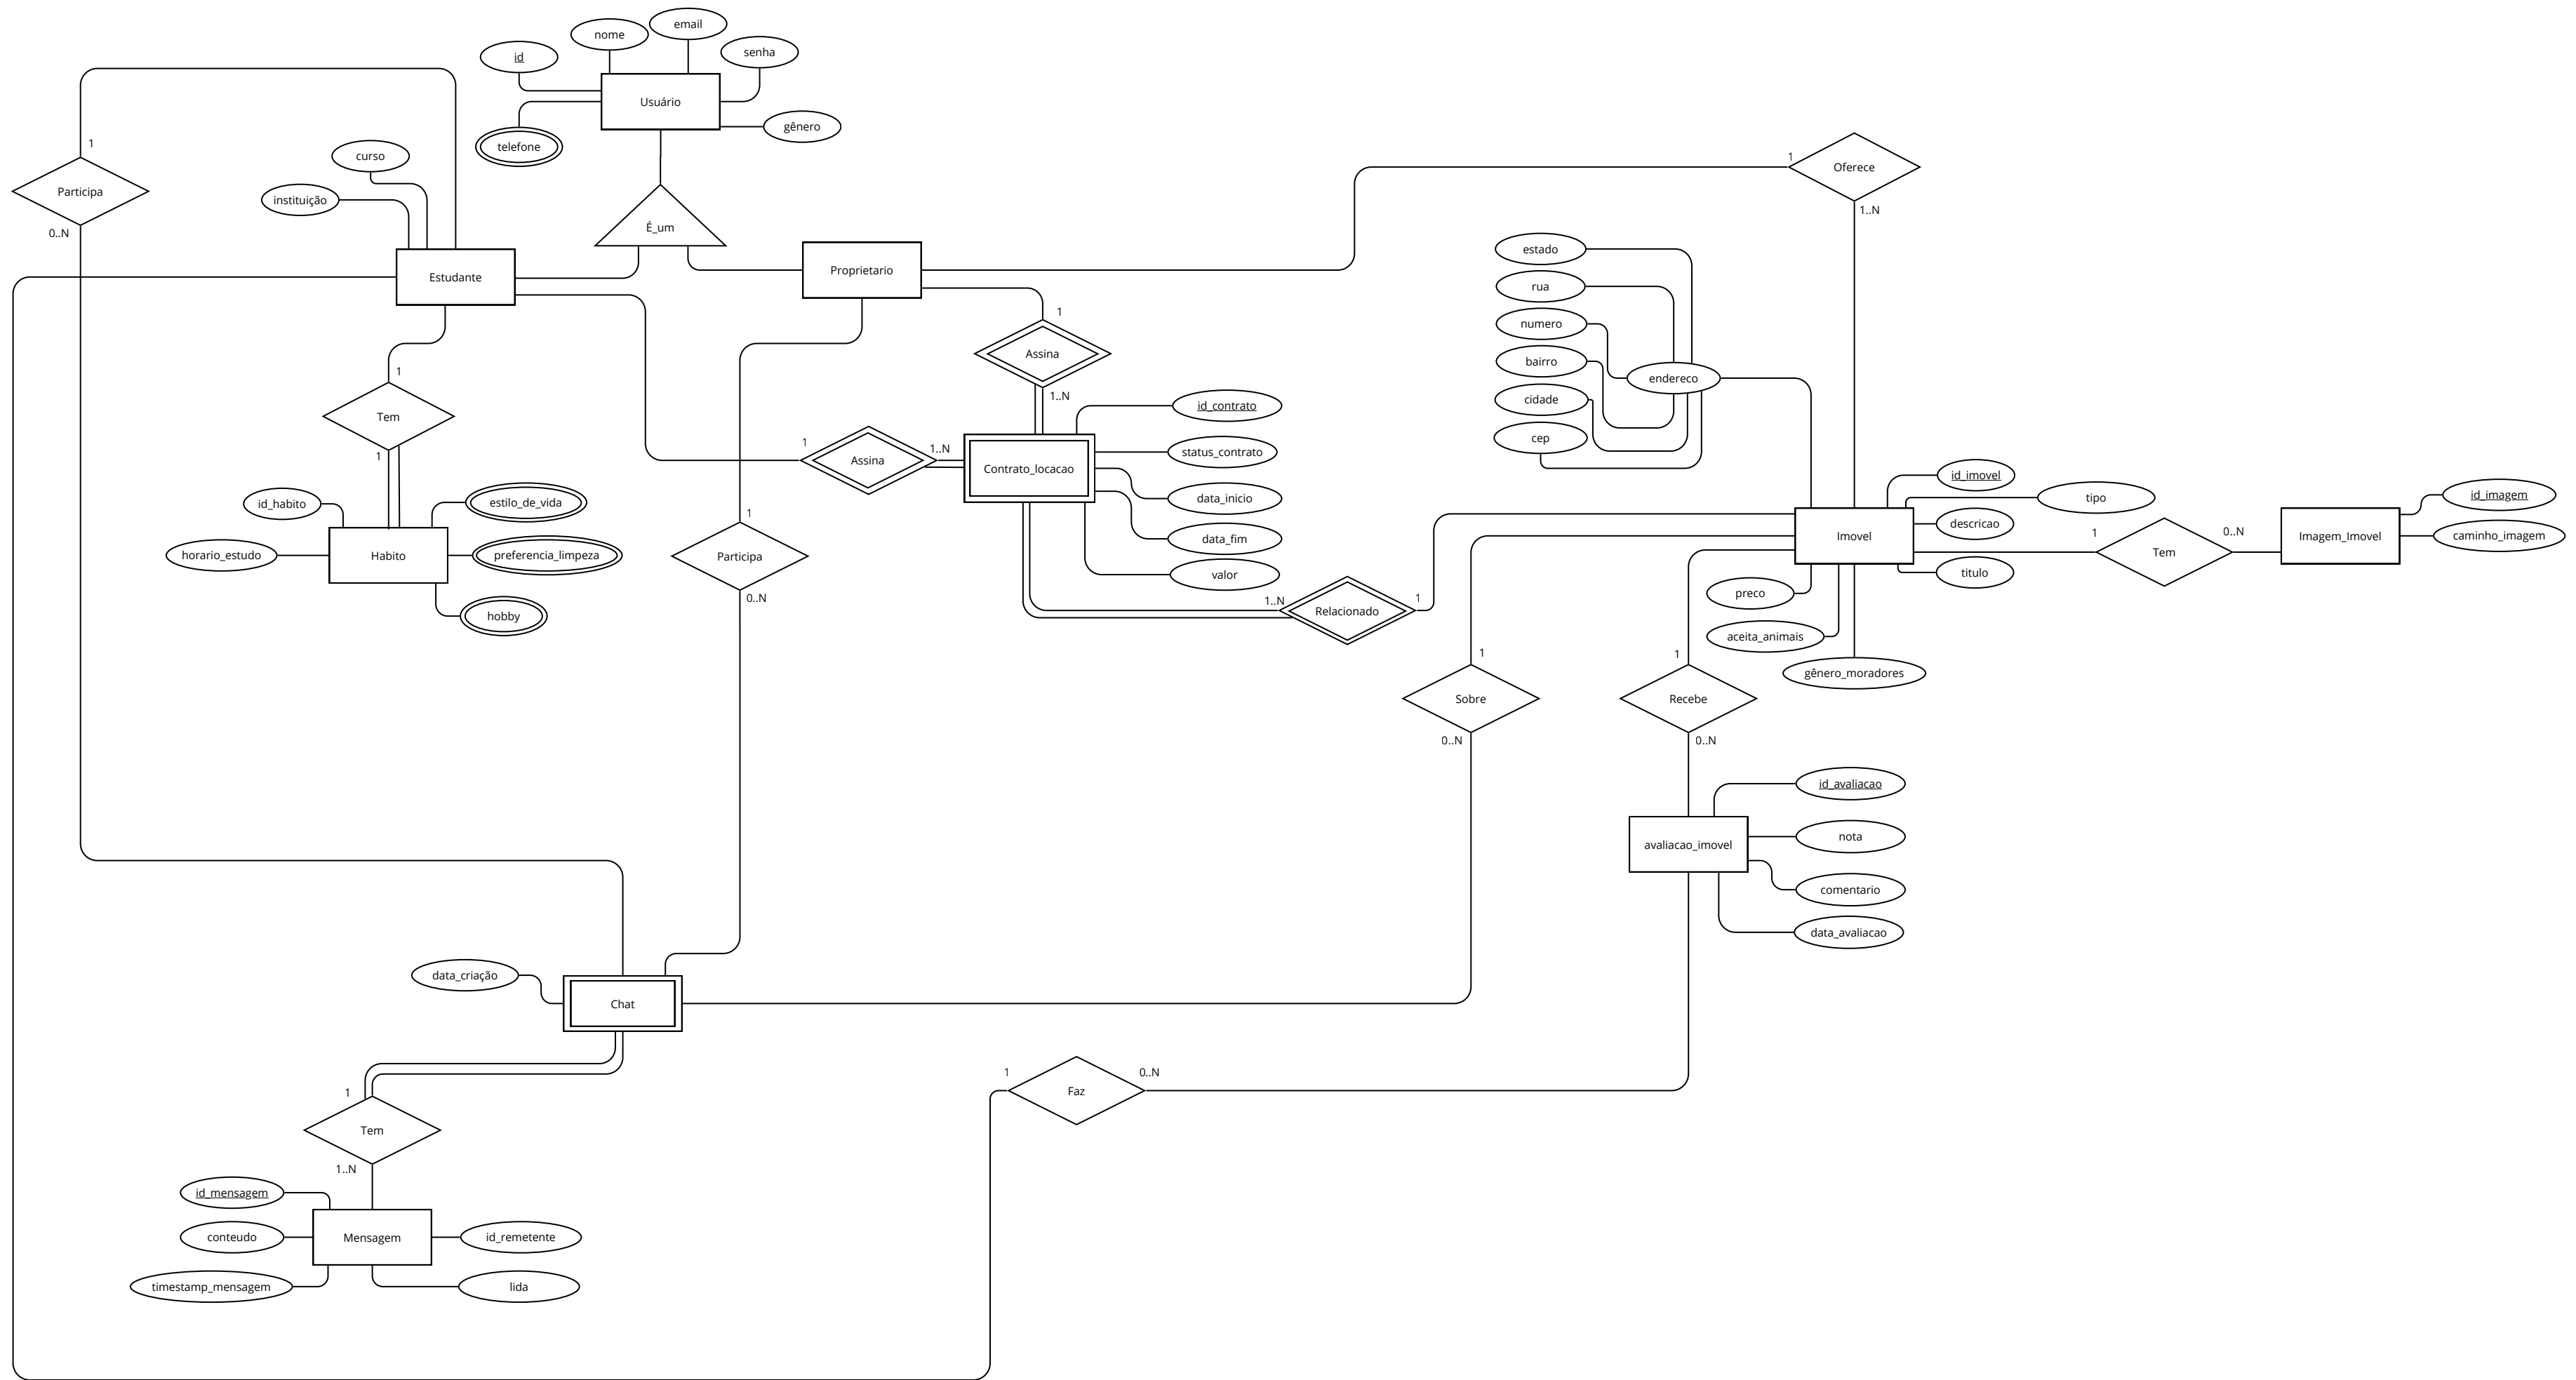 email
nome
senha
id
Usuário
gênero
telefone
1
curso
1
Oferece
Participa
instituição
1..N
É_um
0..N
estado
Proprietario
Estudante
rua
1
numero
Assina
bairro
1
endereco
1..N
cidade
id_contrato
Tem
cep
1
1..N
status_contrato
Assina
1
Contrato_locacao
id_imovel
id_imagem
tipo
data_inicio
id_habito
estilo_de_vida
1
descricao
1
0..N
Imovel
Imagem_Imovel
caminho_imagem
data_fim
Tem
horario_estudo
Habito
preferencia_limpeza
Participa
valor
titulo
preco
0..N
1..N
1
Relacionado
hobby
aceita_animais
1
1
gênero_moradores
Sobre
Recebe
0..N
0..N
id_avaliacao
nota
avaliacao_imovel
comentario
data_avaliacao
data_criação
Chat
1
0..N
1
Faz
Tem
1..N
id_mensagem
conteudo
Mensagem
id_remetente
timestamp_mensagem
lida